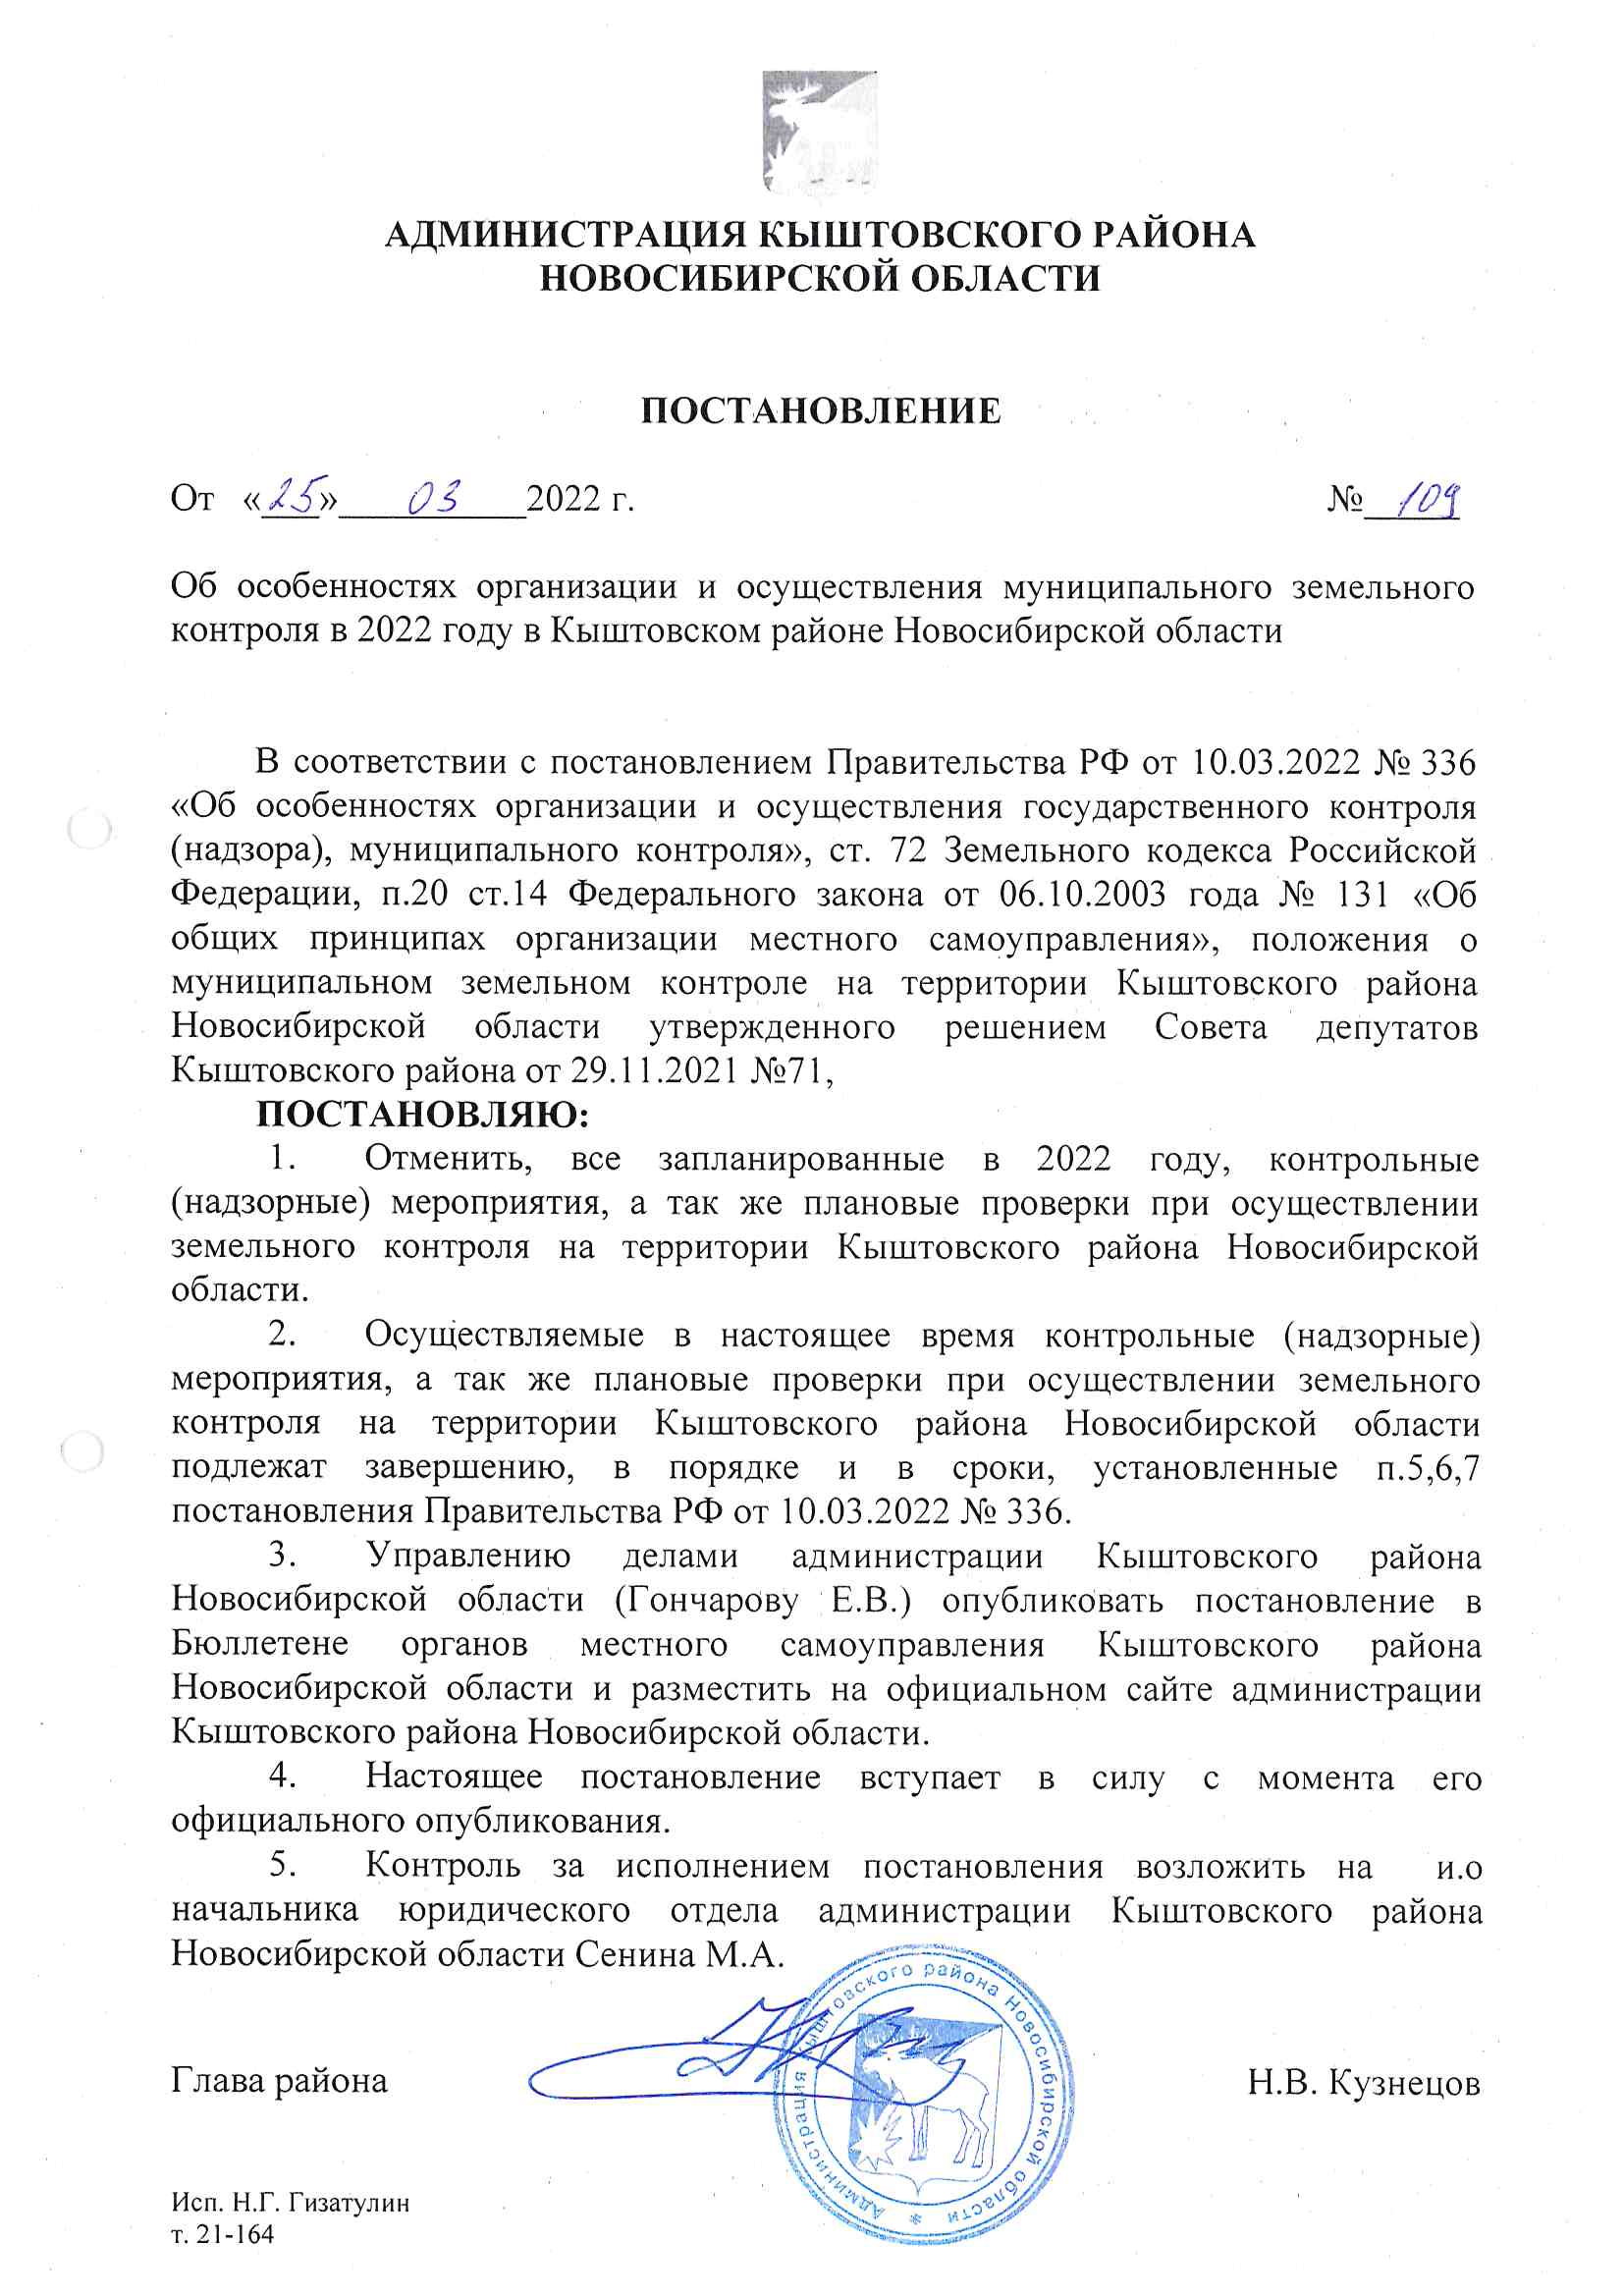 АДМИНИСТРАЦИЯ КЫШТОВСКОГО РАЙОНА
НОВОСИБИРСКОЙ ОБЛАСТИ
ПОСТАНОВЛЕНИЕ
От «25» 03 2022 г. № 109
Об особенностях организации и осуществления муниципального земельного
контроля в 2022 году в Кыштовском районе Новосибирской области
В соответствии с постановлением Правительства РФ от 10.03.2022 № 336
«Об особенностях организации и осуществления государственного контроля
(надзора), муниципального контроля», ст. 72 Земельного кодекса Российской
Федерации, п.20 ст.14 Федерального закона от 06.10.2003 года № 131 «Об
общих принципах организации местного самоуправления», положения о
муниципальном земельном контроле на территории Кыштовского района
Новосибирской области утвержденного решением Совета депутатов
Кыштовского района от 29.11.2021 №71,
ПОСТАНОВЛЯЮ:
1. Отменить, все запланированные в 2022 году, контрольные
(надзорные) мероприятия, а так же плановые проверки при осуществлении
земельного контроля на территории Кыштовского района Новосибирской
области.
2. Осуществляемые в настоящее время контрольные (надзорные)
мероприятия, а так же плановые проверки при осуществлении земельного
контроля на территории Кыштовского района Новосибирской области
подлежат завершению, в порядке и в сроки, установленные п.5,6,7
постановления Правительства РФ от 10.03.2022 № 336.
3. Управлению делами администрации Кыштовского района
Новосибирской области (Гончарову Е.В.) опубликовать постановление в
Бюллетене органов местного самоуправления Кыштовского района
Новосибирской области и разместить на официальном сайте администрации
Кыштовского района Новосибирской области.
4. Настоящее постановление вступает в силу с момента его
официального опубликования.
5. Контроль за исполнением постановления возложить на и.о
начальника юридического отдела администрации Кыштовского района
Новосибирской области Сенина М.А.
Администрация Кыштовского района Новосибирской области *
Глава района Н.В. Кузнецов
Исп. Н.Г. Гизатулин
т. 21-164